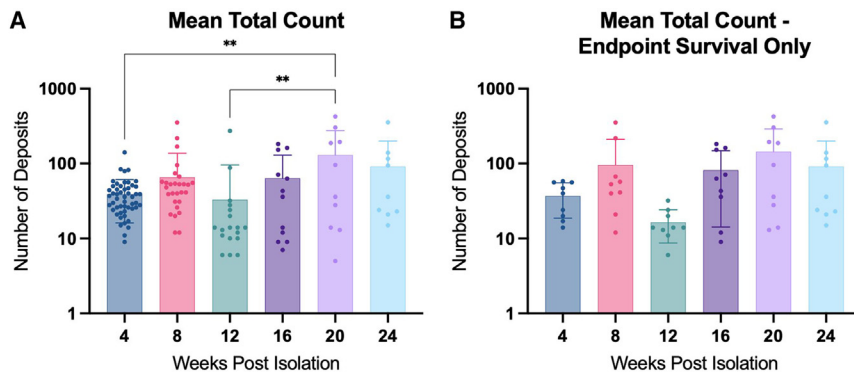 A
Mean Total Count
**
**
Number of Deposits
1000
100
10
1
4 8 12 16 20 24
Weeks Post Isolation
B
Mean Total Count -
Endpoint Survival Only
Number of Deposits
1000
100
10
1
4 8 12 16 20 24
Weeks Post Isolation